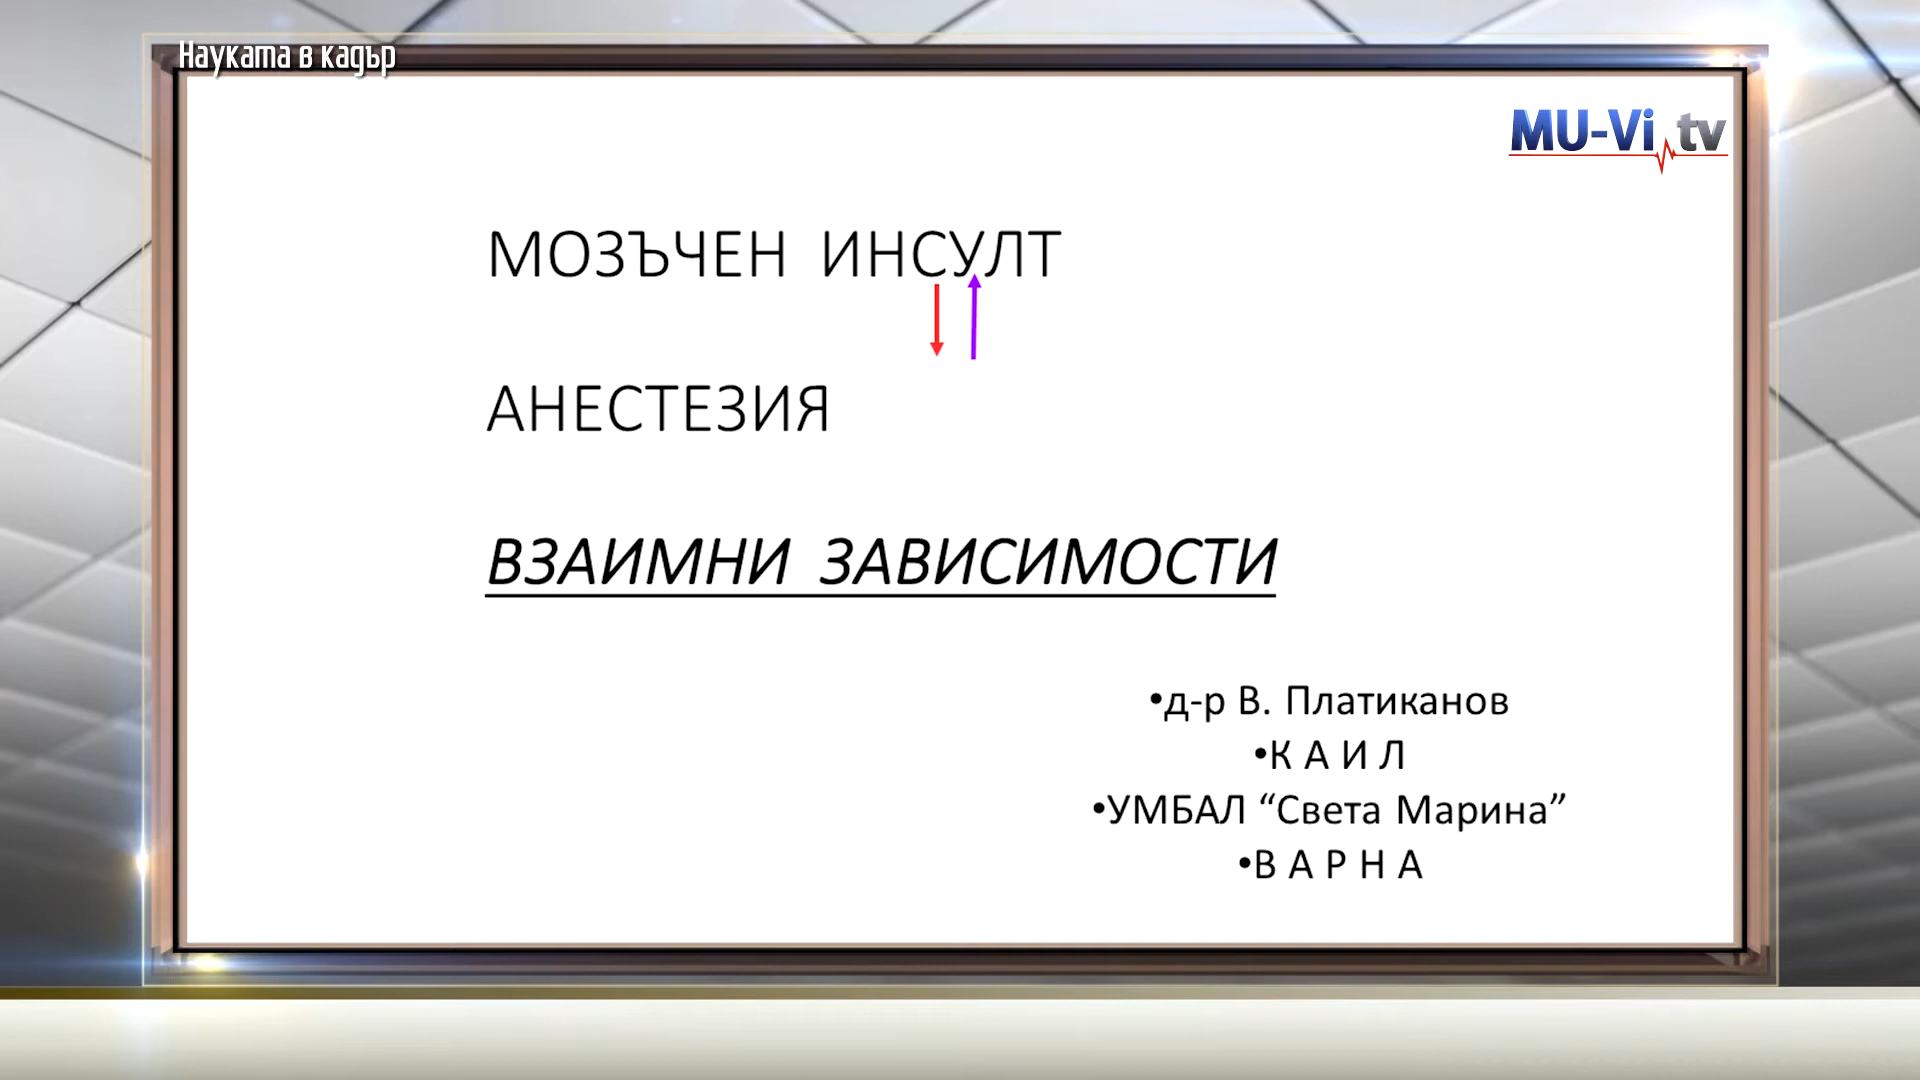 Науката в кадър
MU-Vi tv
МОЗЪЧЕН ИНСУЛТ
АНЕСТЕЗИЯ
ВЗАИМНИ ЗАВИСИМОСТИ
•д-р В. Платиканов
•К А И Л
•УМБАЛ “Света Марина”
•В А Р Н А